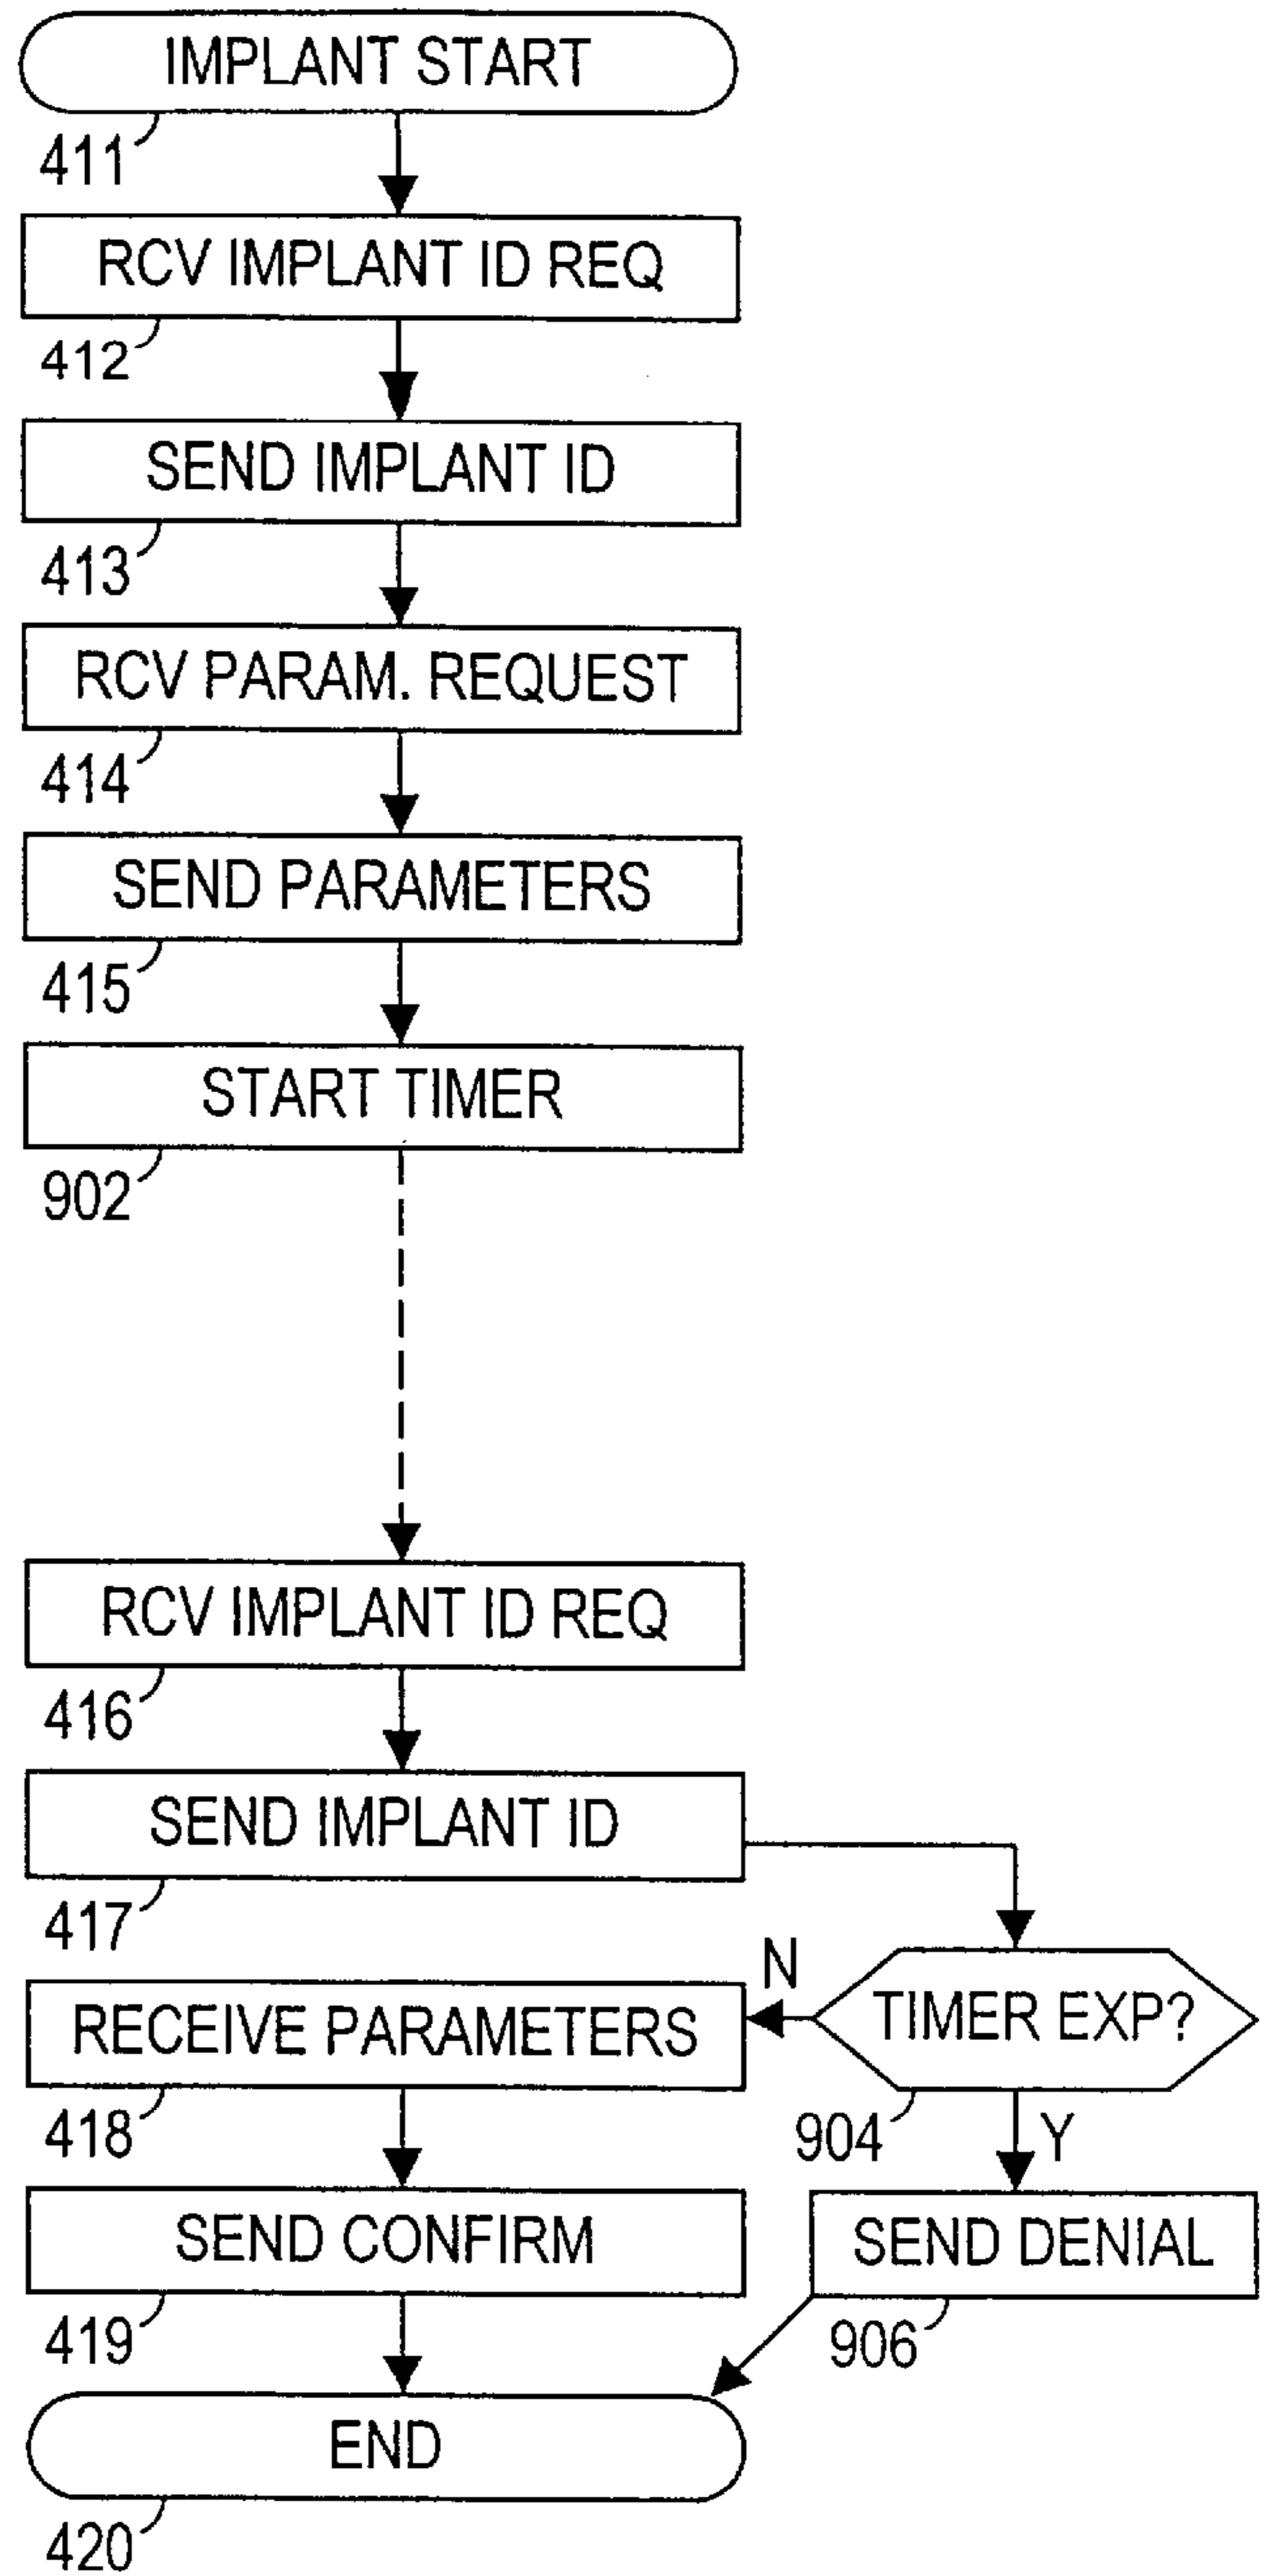 IMPLANT START
411
RCV IMPLANT ID REQ
412
SEND IMPLANT ID
413
RCV PARAM. REQUEST
414
SEND PARAMETERS
415
START TIMER
902
RCV IMPLANT ID REQ
416
SEND IMPLANT ID
417
N
TIMER EXP?
904
Y
RECEIVE PARAMETERS
418
SEND CONFIRM
419
SEND DENIAL
906
END
420